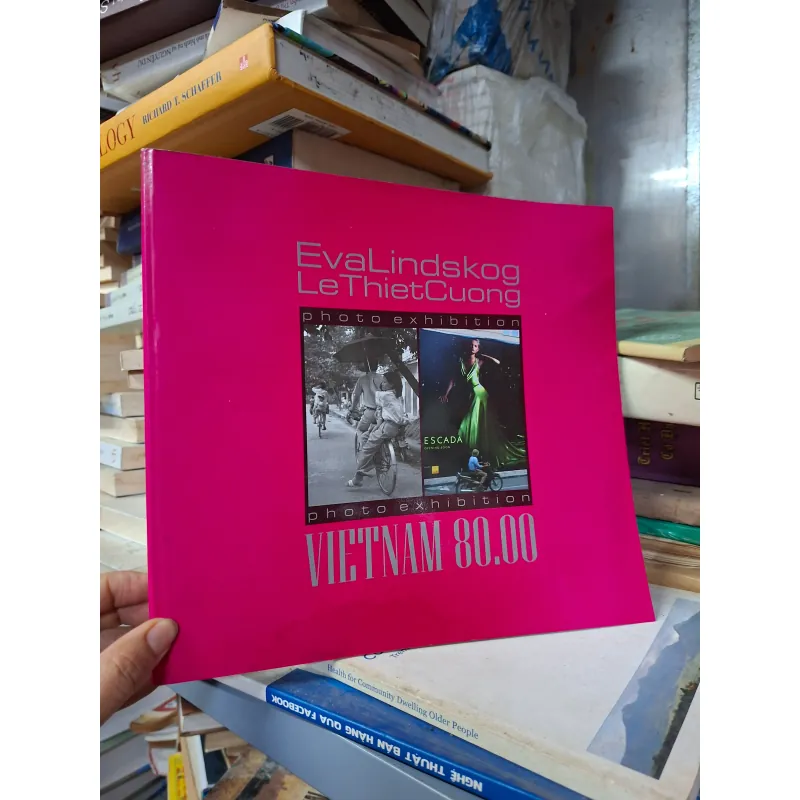 RICHARD T. SCHAEFER
LOGY
EvaLindskog
LeThietCuong
photo exhibition
ESCADA
photo exhibition
VIETNAM 80.00
Health for Community Dwelling Older People
NGHỆ THUẬT BÁN HÀNG QUA FACEBOOK